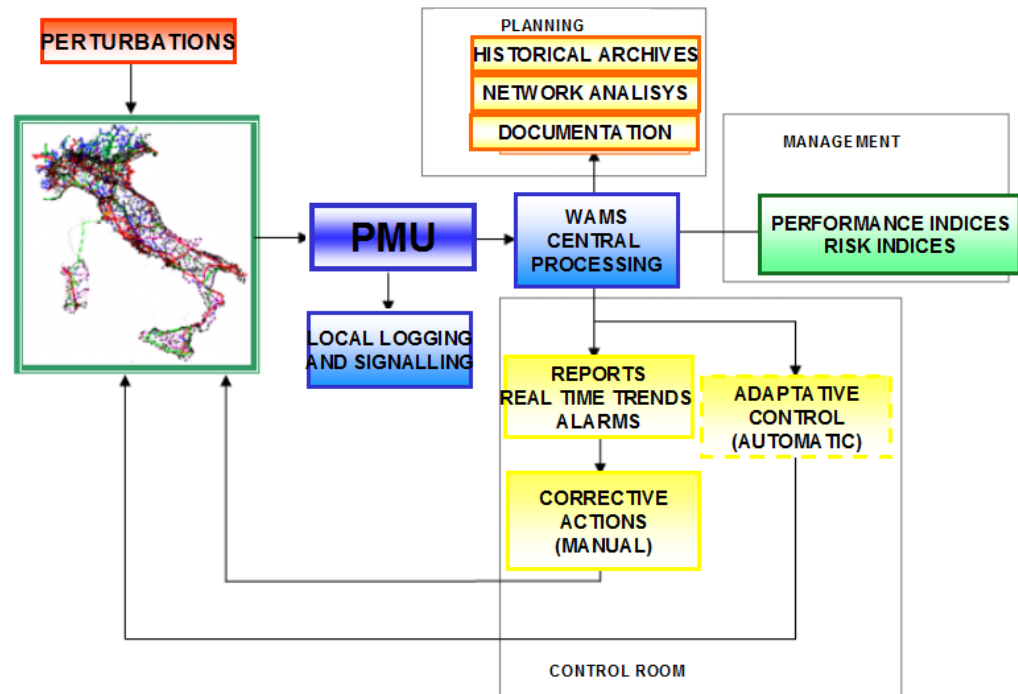 PERTURBATIONS
PLANNING
HISTORICAL ARCHIVES
NETWORK ANALISYS
DOCUMENTATION
MANAGEMENT
PERFORMANCE INDICES
RISK INDICES
PMU
WAMS
CENTRAL
PROCESSING
LOCAL LOGGING
AND SIGNALLING
REPORTS
REAL TIME TRENDS
ALARMS
ADAPTATIVE
CONTROL
(AUTOMATIC)
CORRECTIVE
ACTIONS
(MANUAL)
CONTROL ROOM